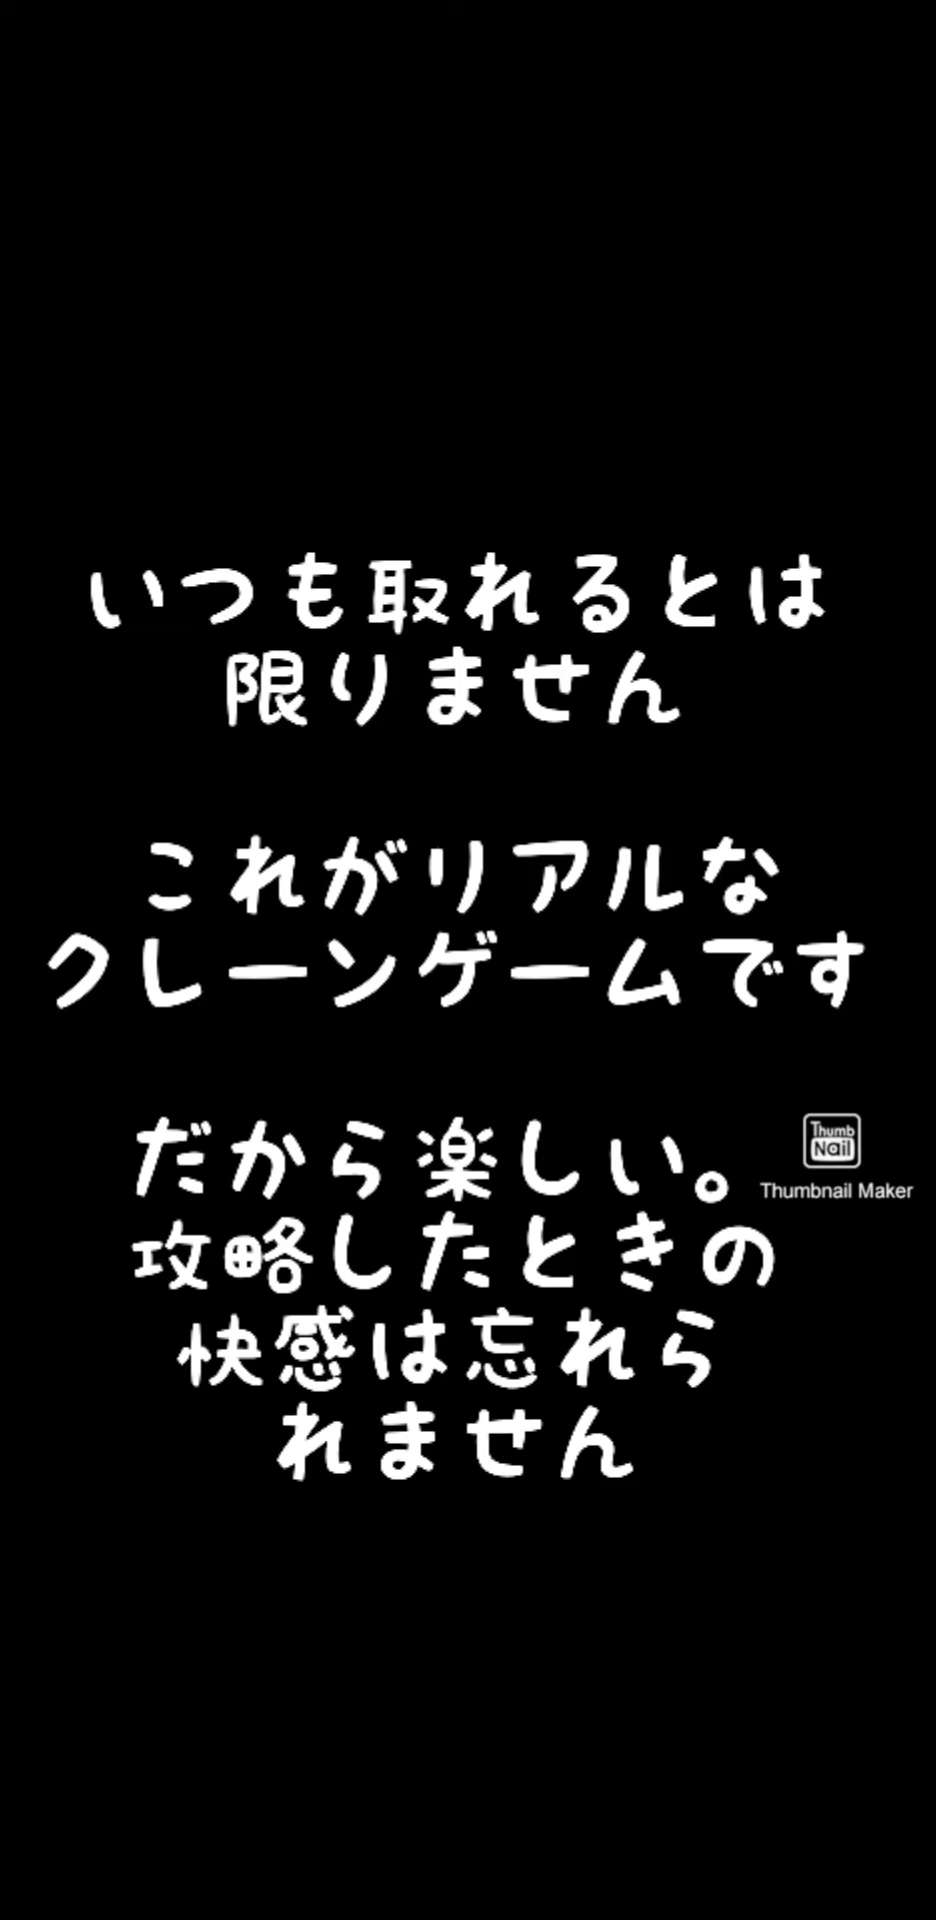 いつも取れるとは
限りません
これがリアルな
クレーンゲームです
だから楽しい。
攻略したときの
快感は忘れら
れません
Thumb
Nail
Thumbnail Maker